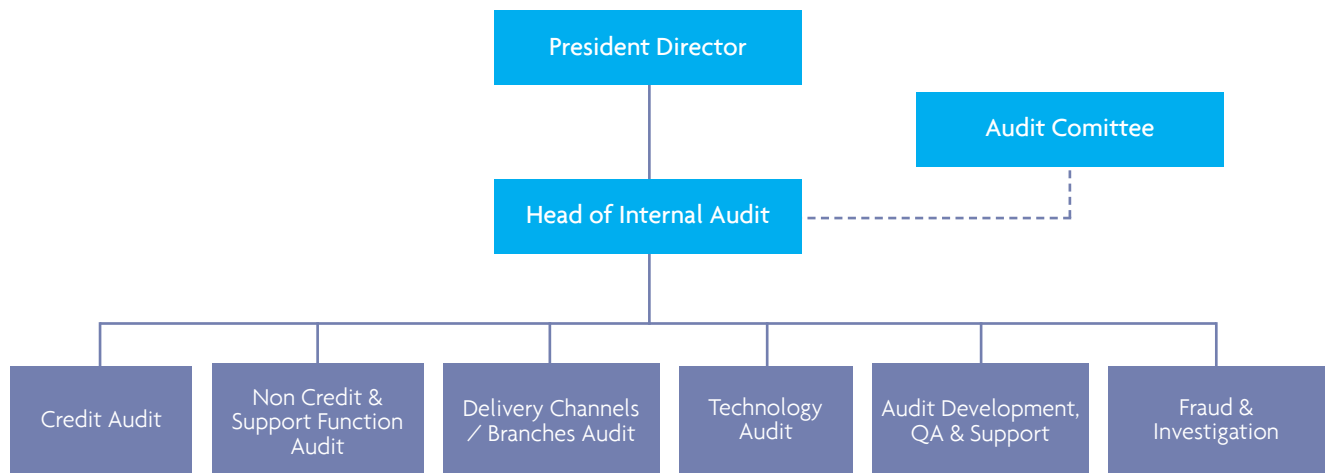 President Director
Audit Comittee
Head of Internal Audit
Credit Audit
Non Credit &
Support Function
Audit
Delivery Channels
/ Branches Audit
Technology
Audit
Audit Development,
QA & Support
Fraud &
Investigation